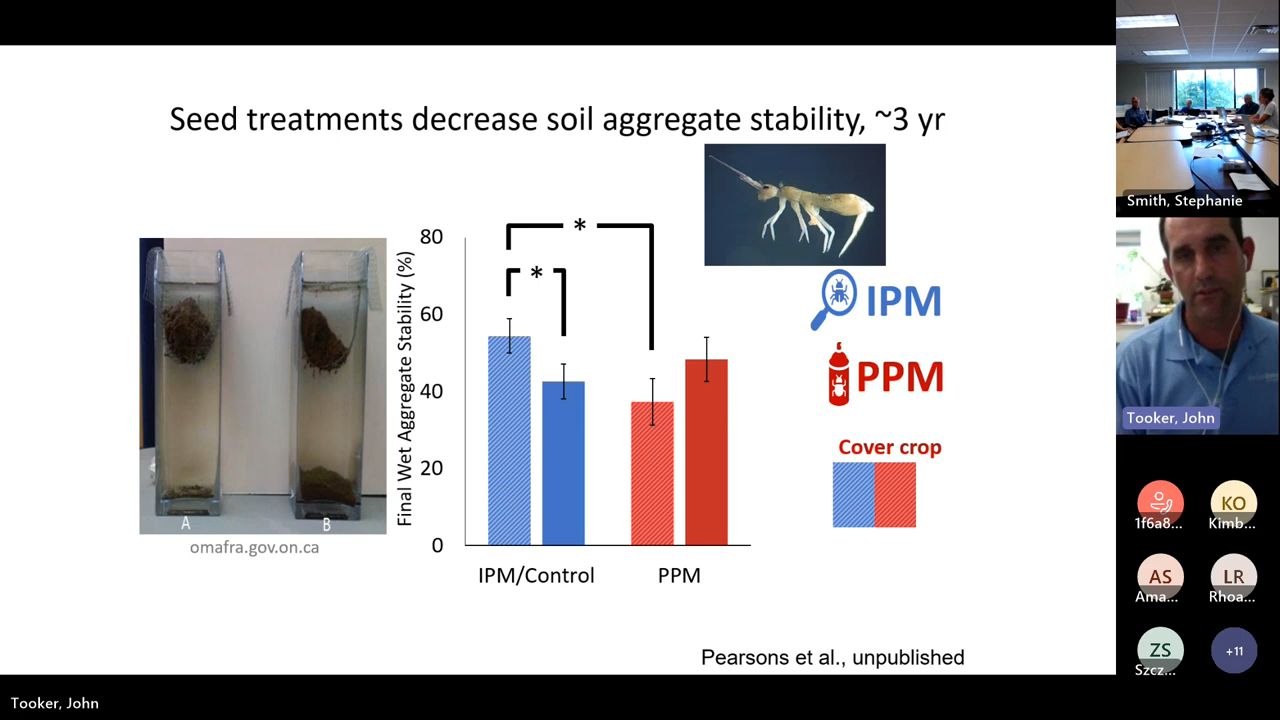 Seed treatments decrease soil aggregate stability, ~3 yr
A
B
omafra.gov.on.ca
Final Wet Aggregate Stability (%)
80
60
40
20
0
*
*
IPM/Control
PPM
IPM
PPM
Cover crop
Pearsons et al., unpublished
Smith, Stephanie
Tooker, John
1f6a8...
KO
Kimb...
AS
Ama...
LR
Rhoa...
ZS
Szcz...
+11
Tooker, John